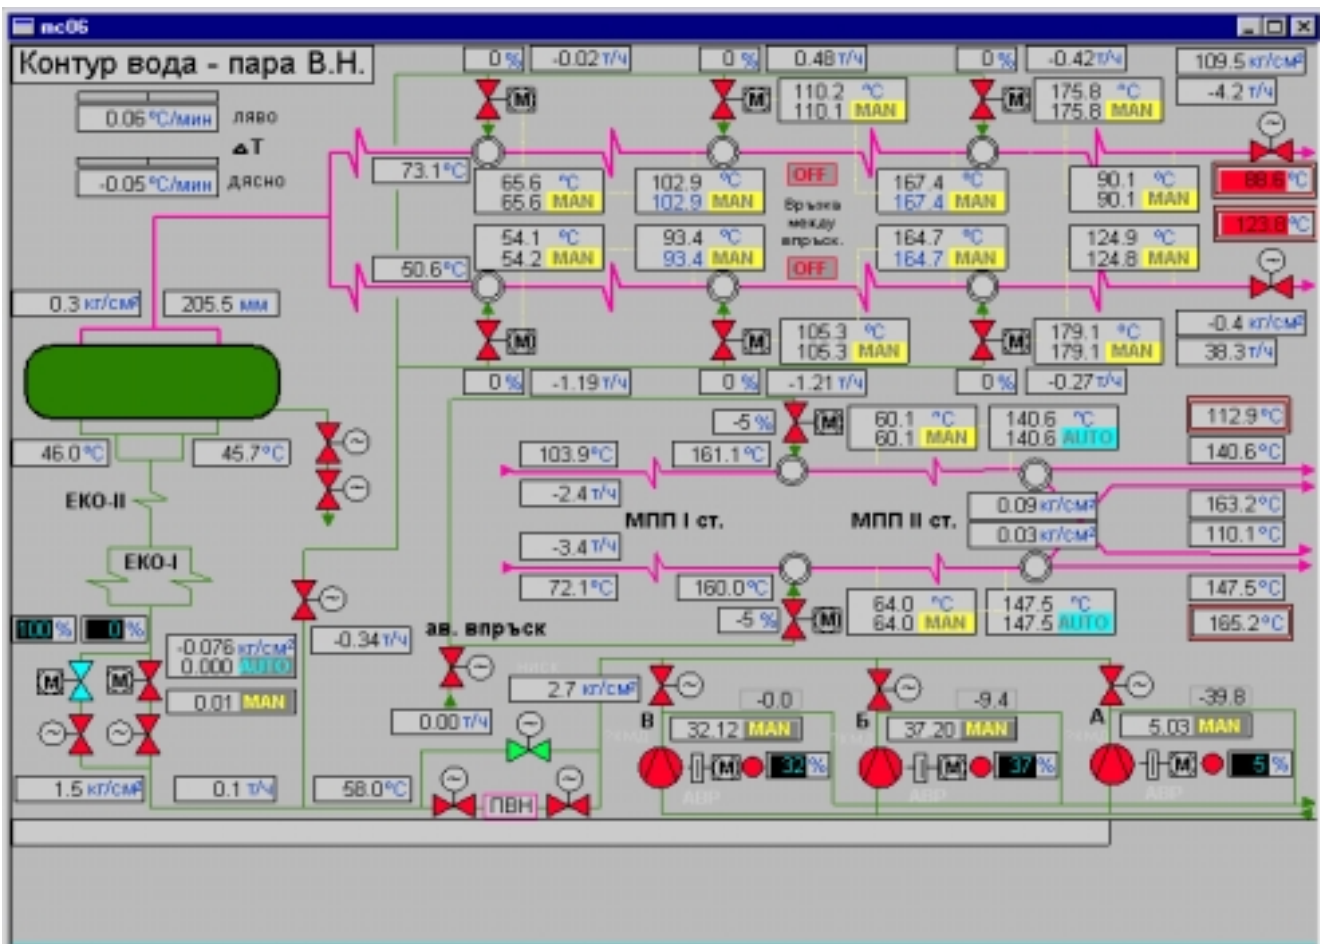 mc06
Контур вода - пара В.Н.
0 % -0.02 т/ч 0 % 0.48 т/ч 0 % -0.42 т/ч 109.5 кг/см²
-4.2 т/ч
110.2 °C
110.1 MAN
175.8 °C
175.8 MAN
0.06 °C/мин ляво
ΔT
-0.05 °C/мин дясно
73.1 °C
65.6 °C
65.6 MAN
102.9 °C
102.9 MAN
OFF
Връзка
между
впръск.
OFF
167.4 °C
167.4 MAN
90.1 °C
90.1 MAN
88.6 °C
123.8 °C
54.1 °C
54.2 MAN
93.4 °C
93.4 MAN
164.7 °C
164.7 MAN
124.9 °C
124.8 MAN
50.6 °C
0.3 кг/см² 205.5 мм
M M M
105.3 °C
105.3 MAN
179.1 °C
179.1 MAN
-0.4 кг/см²
38.3 т/ч
0 % -1.19 т/ч 0 % -1.21 т/ч 0 % -0.27 т/ч
46.0 °C 45.7 °C
-5 % M
60.1 °C
60.1 MAN
140.6 °C
140.6 AUTO
112.9 °C
140.6 °C
103.9 °C 161.1 °C
-2.4 т/ч
ЕКО-II
МПП I ст. МПП II ст.
0.09 кг/см²
0.03 кг/см²
163.2 °C
110.1 °C
-3.4 т/ч
72.1 °C 160.0 °C
ЕКО-I
-5 % M
64.0 °C
64.0 MAN
147.5 °C
147.5 AUTO
147.5 °C
165.2 °C
100 % 0 %
-0.076 кг/см²
0.000 AUTO
0.01 MAN
-0.34 т/ч
ав. впръск
ниск
2.7 кг/см²
0.00 т/ч
M M
В -0.0
32.12 MAN
M 32 %
АВР
Б -9.4
37.20 MAN
M 37 %
АВР
А -39.8
5.03 MAN
M 5 %
АВР
1.5 кг/см² 0.1 т/ч 58.0 °C
ПВН